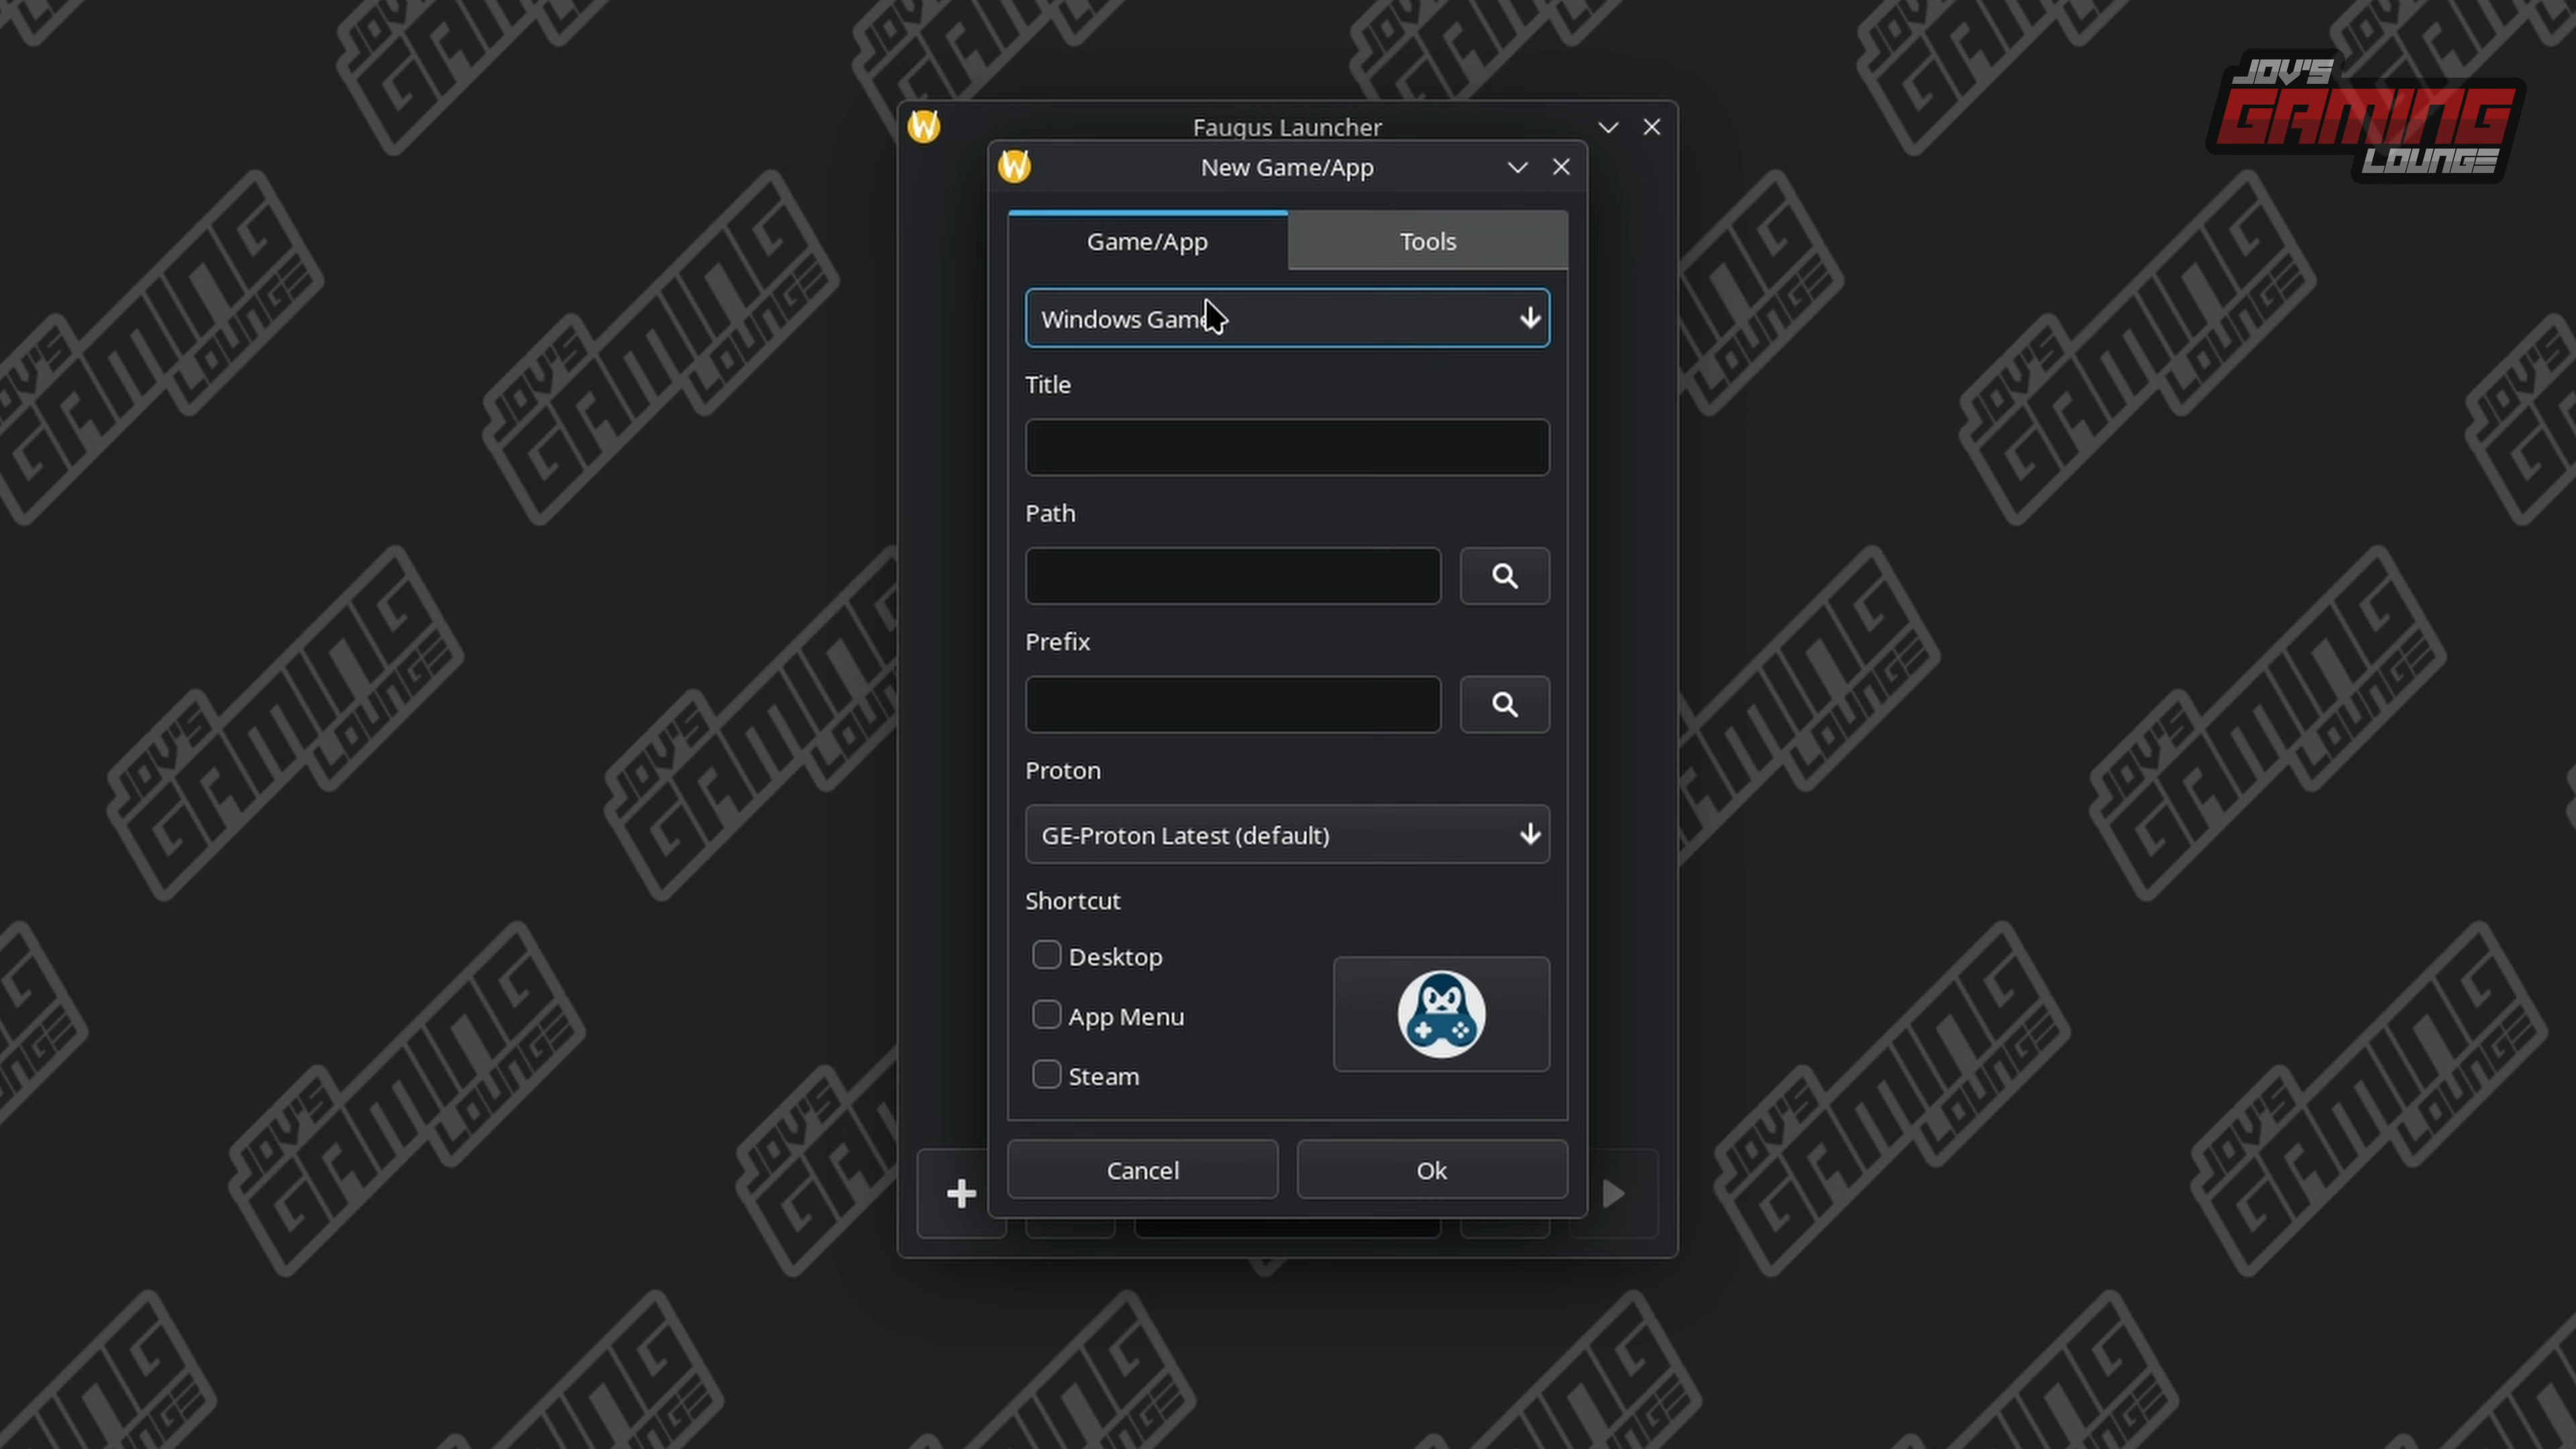 JOV'S
GAMING
LOUNGE
Faugus Launcher
New Game/App
Game/App
Tools
Windows Game
Title
Path
Prefix
Proton
GE-Proton Latest (default)
Shortcut
Desktop
App Menu
Steam
Cancel
Ok